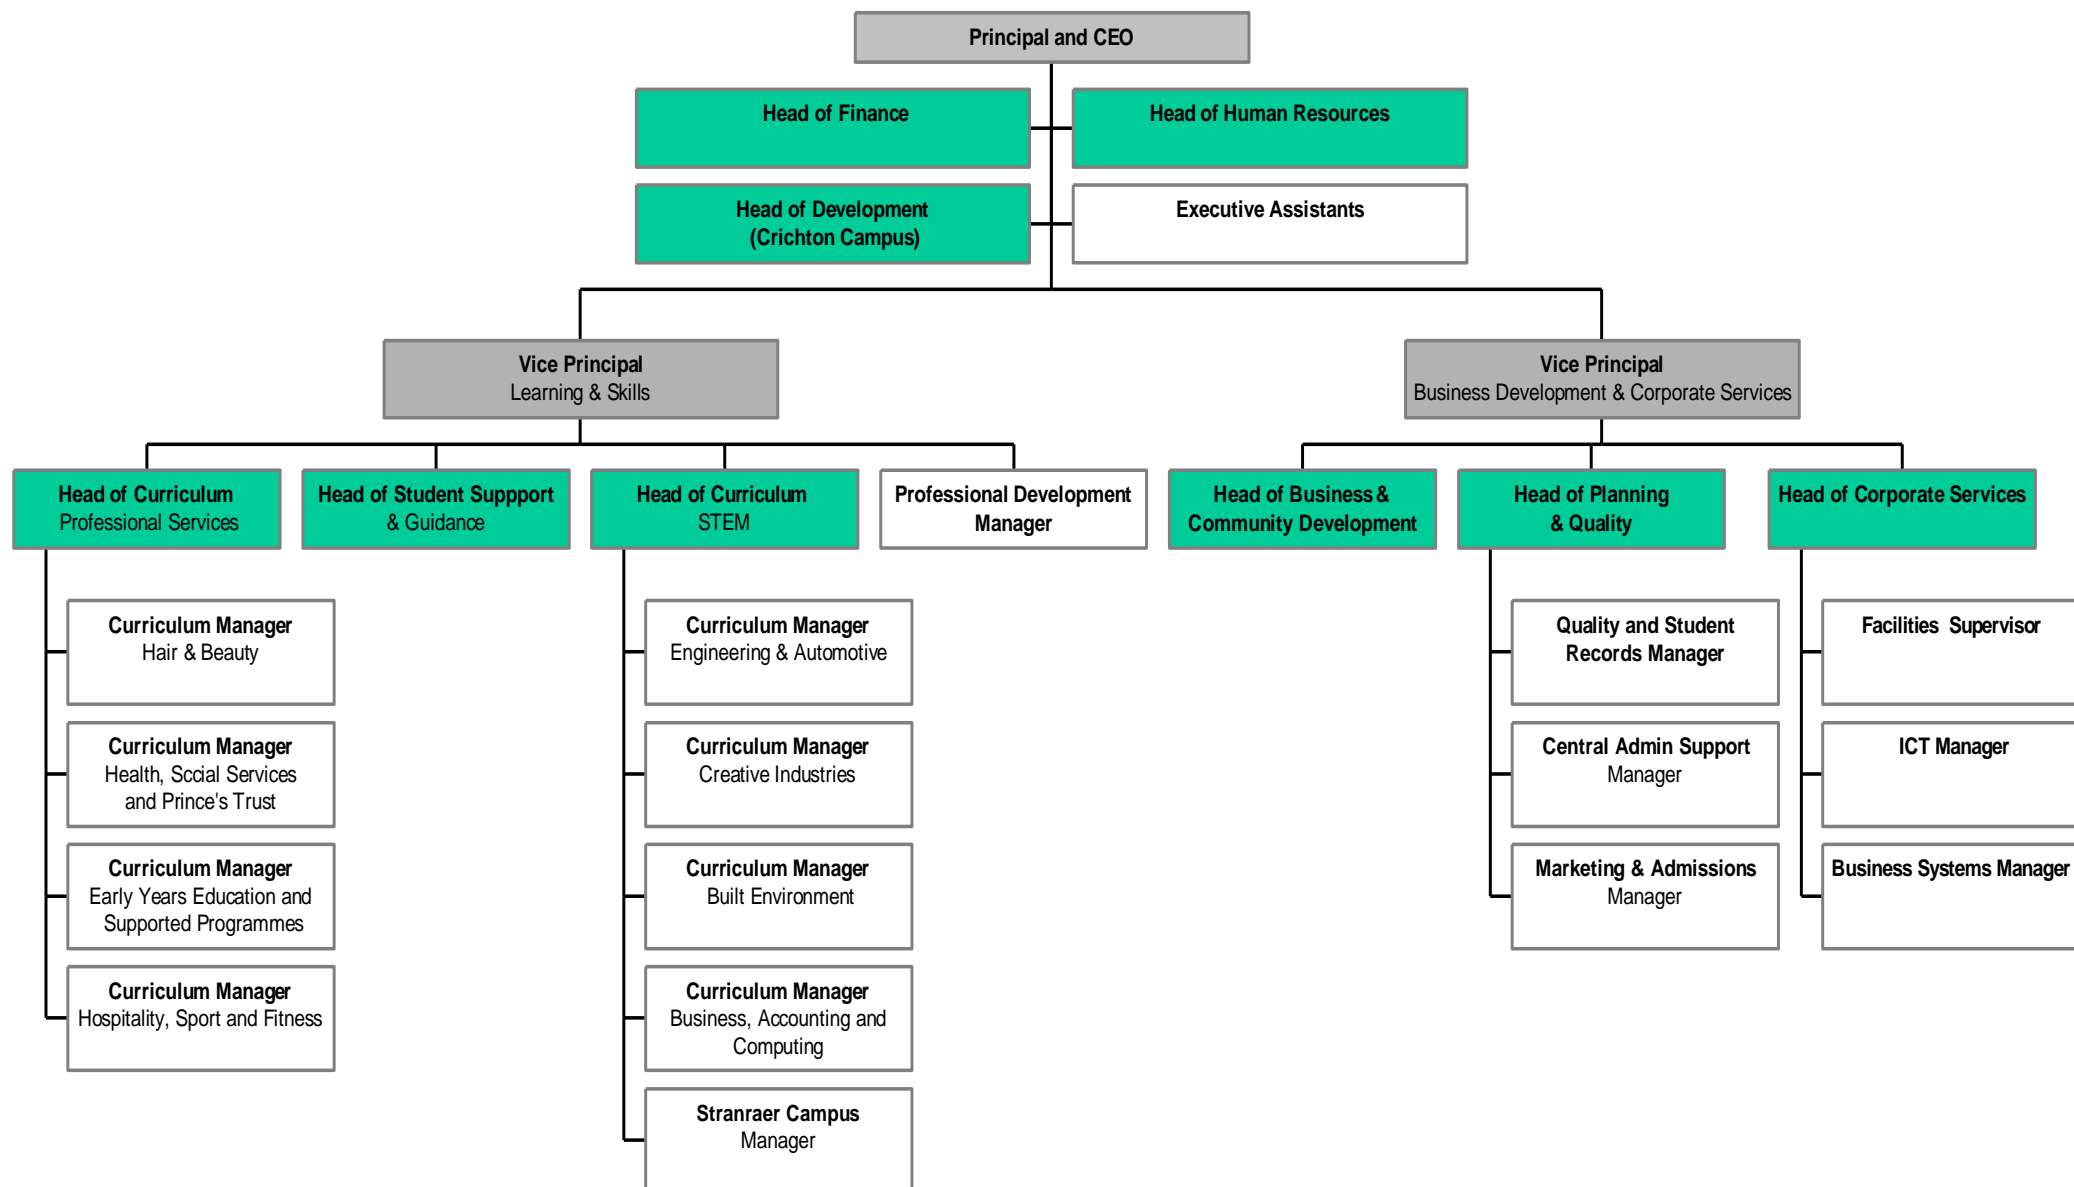 Principal and CEO
Head of Finance
Head of Human Resources
Head of Development
(Crichton Campus)
Executive Assistants
Vice Principal
Learning & Skills
Vice Principal
Business Development & Corporate Services
Head of Curriculum
Professional Services
Head of Student Suppport
& Guidance
Head of Curriculum
STEM
Professional Development
Manager
Head of Business &
Community Development
Head of Planning
& Quality
Head of Corporate Services
Curriculum Manager
Hair & Beauty
Curriculum Manager
Health, Sccial Services
and Prince's Trust
Curriculum Manager
Early Years Education and
Supported Programmes
Curriculum Manager
Hospitality, Sport and Fitness
Curriculum Manager
Engineering & Automotive
Curriculum Manager
Creative Industries
Curriculum Manager
Built Environment
Curriculum Manager
Business, Accounting and
Computing
Stranraer Campus
Manager
Quality and Student
Records Manager
Central Admin Support
Manager
Marketing & Admissions
Manager
Facilities Supervisor
ICT Manager
Business Systems Manager